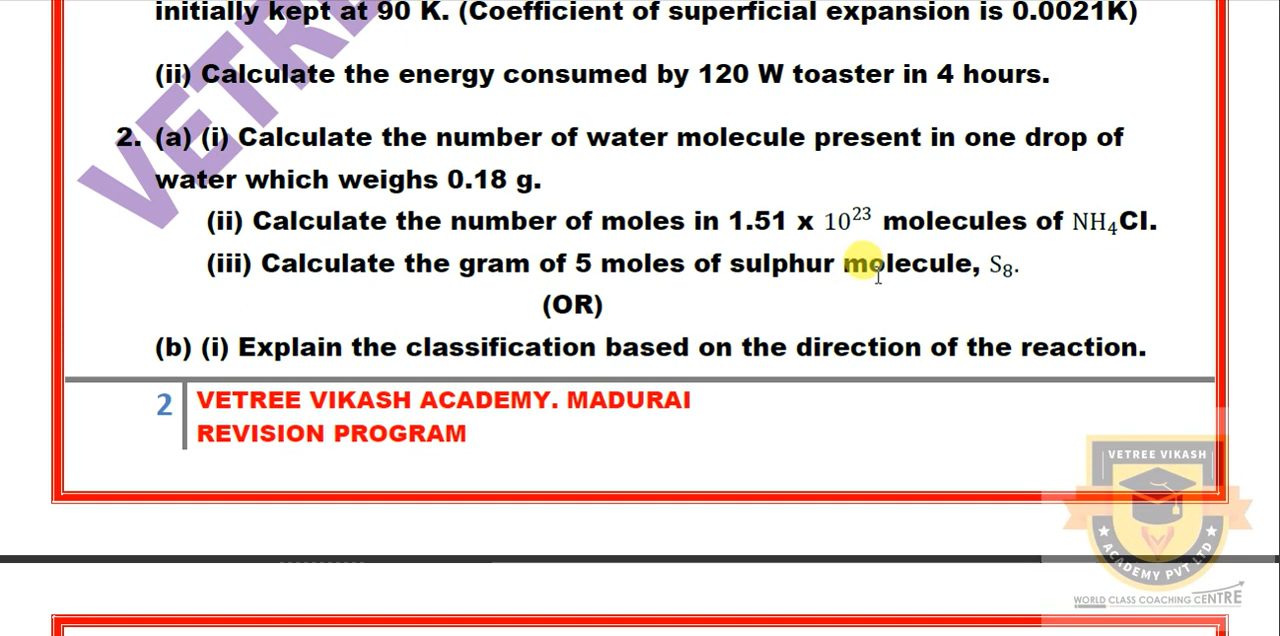 initially kept at 90 K. (Coefficient of superficial expansion is 0.0021K)
(ii) Calculate the energy consumed by 120 W toaster in 4 hours.
2. (a) (i) Calculate the number of water molecule present in one drop of
water which weighs 0.18 g.
(ii) Calculate the number of moles in 1.51 x 10²³ molecules of NH₄Cl.
(iii) Calculate the gram of 5 moles of sulphur molecule, S₈.
(OR)
(b) (i) Explain the classification based on the direction of the reaction.
2 VETREE VIKASH ACADEMY. MADURAI
REVISION PROGRAM
VETREE VIKASH
ACADEMY PVT LTD
WORLD CLASS COACHING CENTRE
VETRE